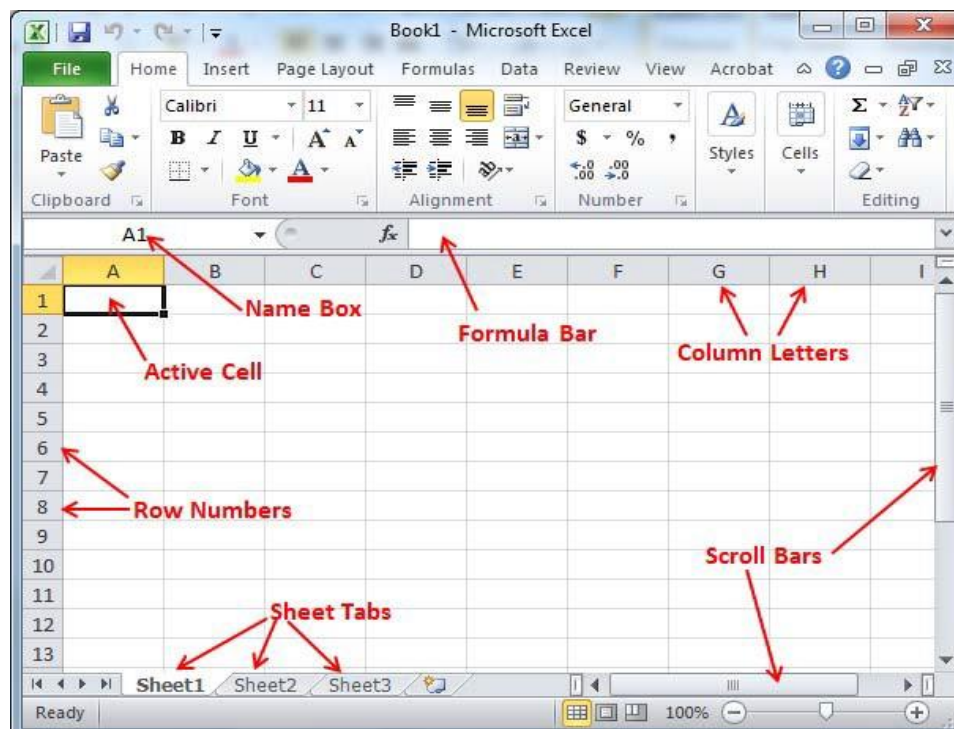 Book1 - Microsoft Excel
File Home Insert Page Layout Formulas Data Review View Acrobat
Calibri 11 General Σ
B I U A A $ % ,
Paste Styles Cells
A .00 .00
Clipboard Font Alignment Number Editing
A1 fx
A B C D E F G H I
1
Name Box
2
Formula Bar
3
Column Letters
Active Cell
4
5
6
7
8
Row Numbers
9
10
Scroll Bars
11
Sheet Tabs
12
13
Sheet1 Sheet2 Sheet3
Ready 100%